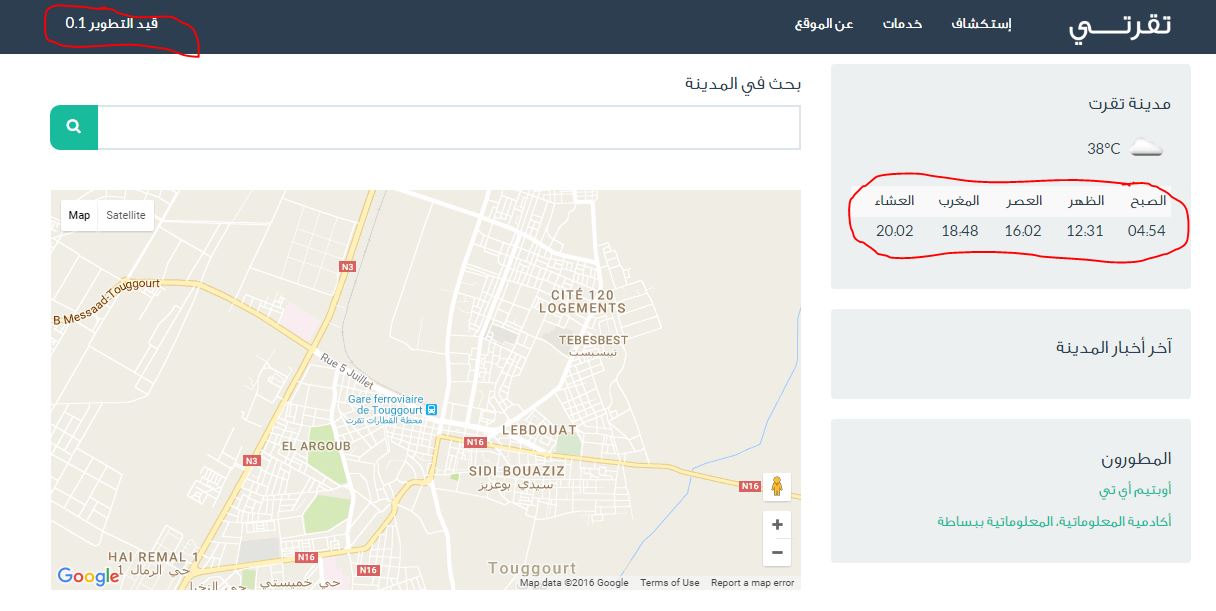 تقرتـــــي
إستكشاف
خدمات
عن الموقع
قيد التطوير 0.1
مدينة تقرت
38°C
الصبح الظهر العصر المغرب العشاء
04:54 12:31 16:02 18:48 20:02
آخر أخبار المدينة
المطورون
أوبتيم أي تي
أكادمية المعلوماتية، المعلوماتية ببساطة
بحث في المدينة
Map Satellite
N3
B Messaad-Touggourt
CITÉ 120
LOGEMENTS
TEBESBEST
تبسبست
Rue 5 Juillet
Gare ferroviaire
de Touggourt
محطة القطارات تقرت
LEBDOUAT
N16
EL ARGOUB
N3
SIDI BOUAZIZ
سيدي بوعزيز
N16
HAI REMAL 1
حي الرمال 1
N16
N16
حي خميستي
Touggourt
Google
Map data ©2016 Google Terms of Use Report a map error